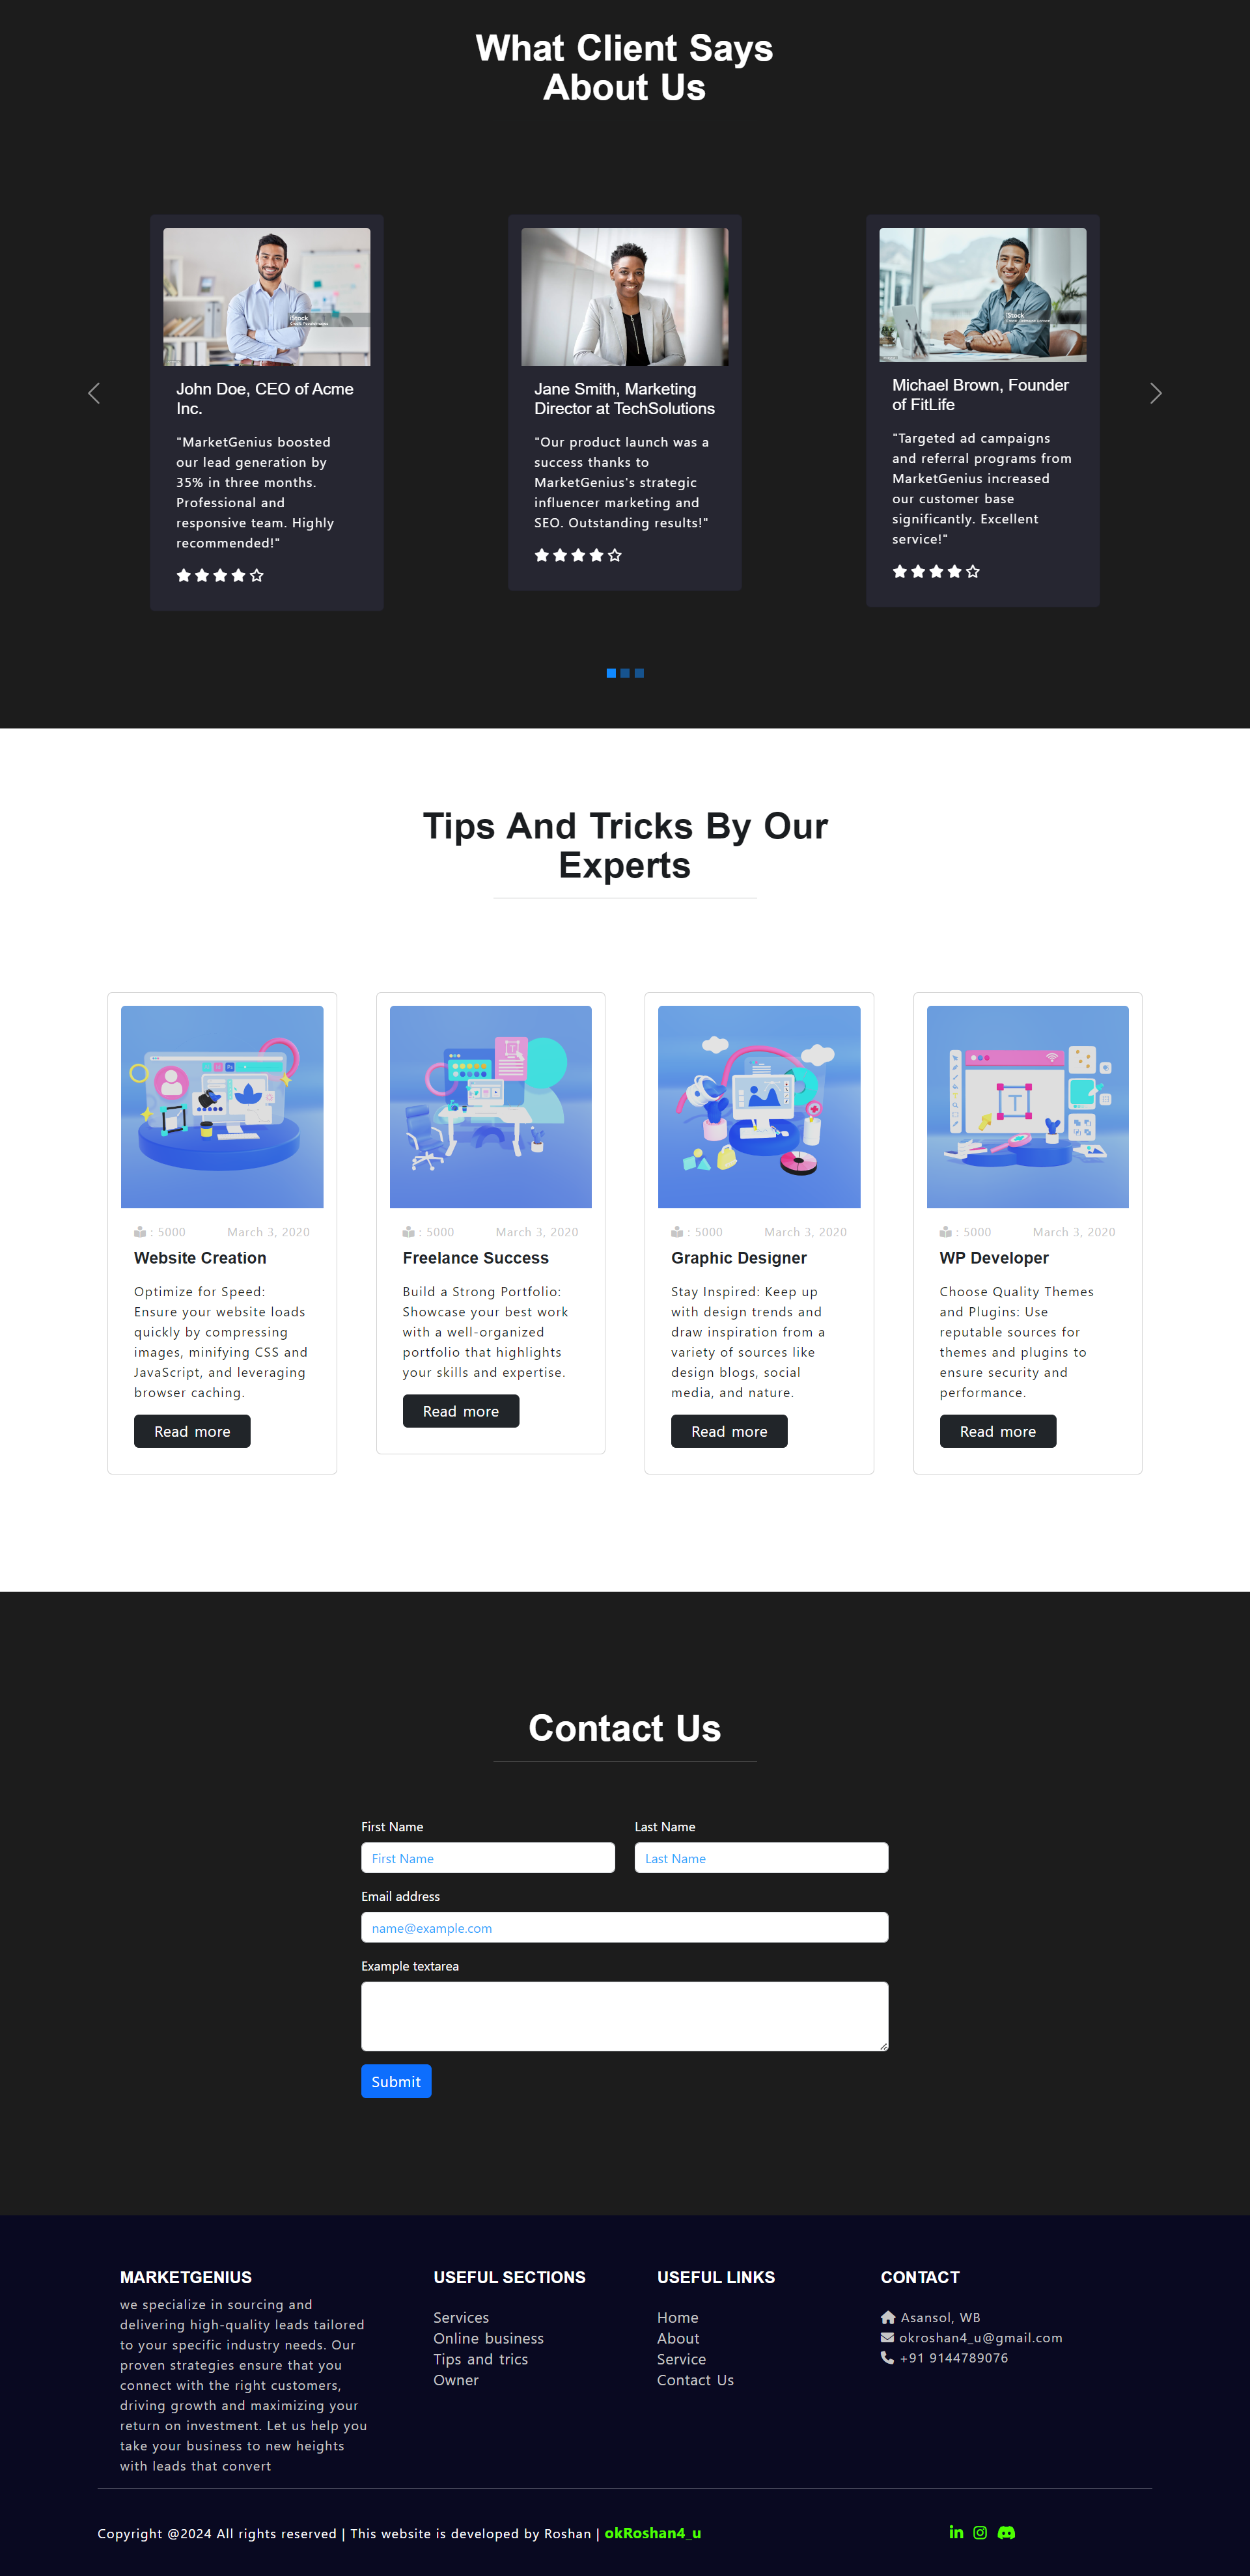 What Client Says
About Us
iStock
iStock
John Doe, CEO of Acme
Inc.
"MarketGenius boosted
our lead generation by
35% in three months.
Professional and
responsive team. Highly
recommended!"
Jane Smith, Marketing
Director at TechSolutions
"Our product launch was a
success thanks to
MarketGenius's strategic
influencer marketing and
SEO. Outstanding results!"
Michael Brown, Founder
of FitLife
"Targeted ad campaigns
and referral programs from
MarketGenius increased
our customer base
significantly. Excellent
service!"
Tips And Tricks By Our
Experts
: 5000 March 3, 2020
Website Creation
Optimize for Speed:
Ensure your website loads
quickly by compressing
images, minifying CSS and
JavaScript, and leveraging
browser caching.
Read more
T
: 5000 March 3, 2020
Freelance Success
Build a Strong Portfolio:
Showcase your best work
with a well-organized
portfolio that highlights
your skills and expertise.
Read more
: 5000 March 3, 2020
Graphic Designer
Stay Inspired: Keep up
with design trends and
draw inspiration from a
variety of sources like
design blogs, social
media, and nature.
Read more
T
: 5000 March 3, 2020
WP Developer
Choose Quality Themes
and Plugins: Use
reputable sources for
themes and plugins to
ensure security and
performance.
Read more
Contact Us
First Name Last Name
First Name Last Name
Email address
name@example.com
Example textarea
Submit
MARKETGENIUS
we specialize in sourcing and
delivering high-quality leads tailored
to your specific industry needs. Our
proven strategies ensure that you
connect with the right customers,
driving growth and maximizing your
return on investment. Let us help you
take your business to new heights
with leads that convert
USEFUL SECTIONS
Services
Online business
Tips and trics
Owner
USEFUL LINKS
Home
About
Service
Contact Us
CONTACT
Asansol, WB
okroshan4_u@gmail.com
+91 9144789076
Copyright @2024 All rights reserved | This website is developed by Roshan | okRoshan4_u
in